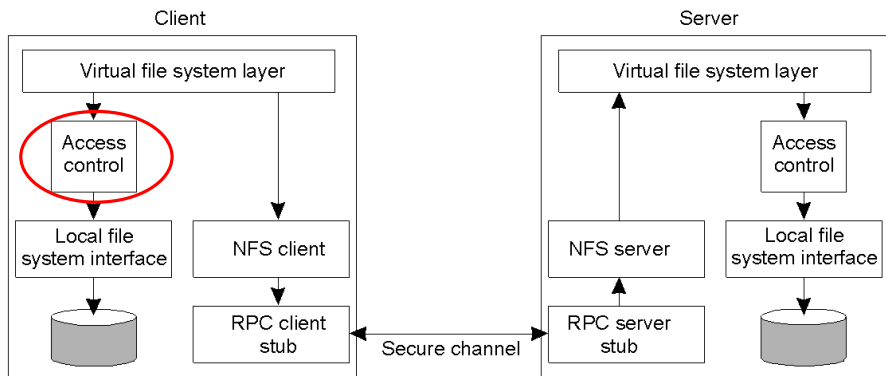 Client
Server
Virtual file system layer
Virtual file system layer
Access
control
Access
control
Local file
system interface
NFS client
NFS server
Local file
system interface
RPC client
stub
Secure channel
RPC server
stub